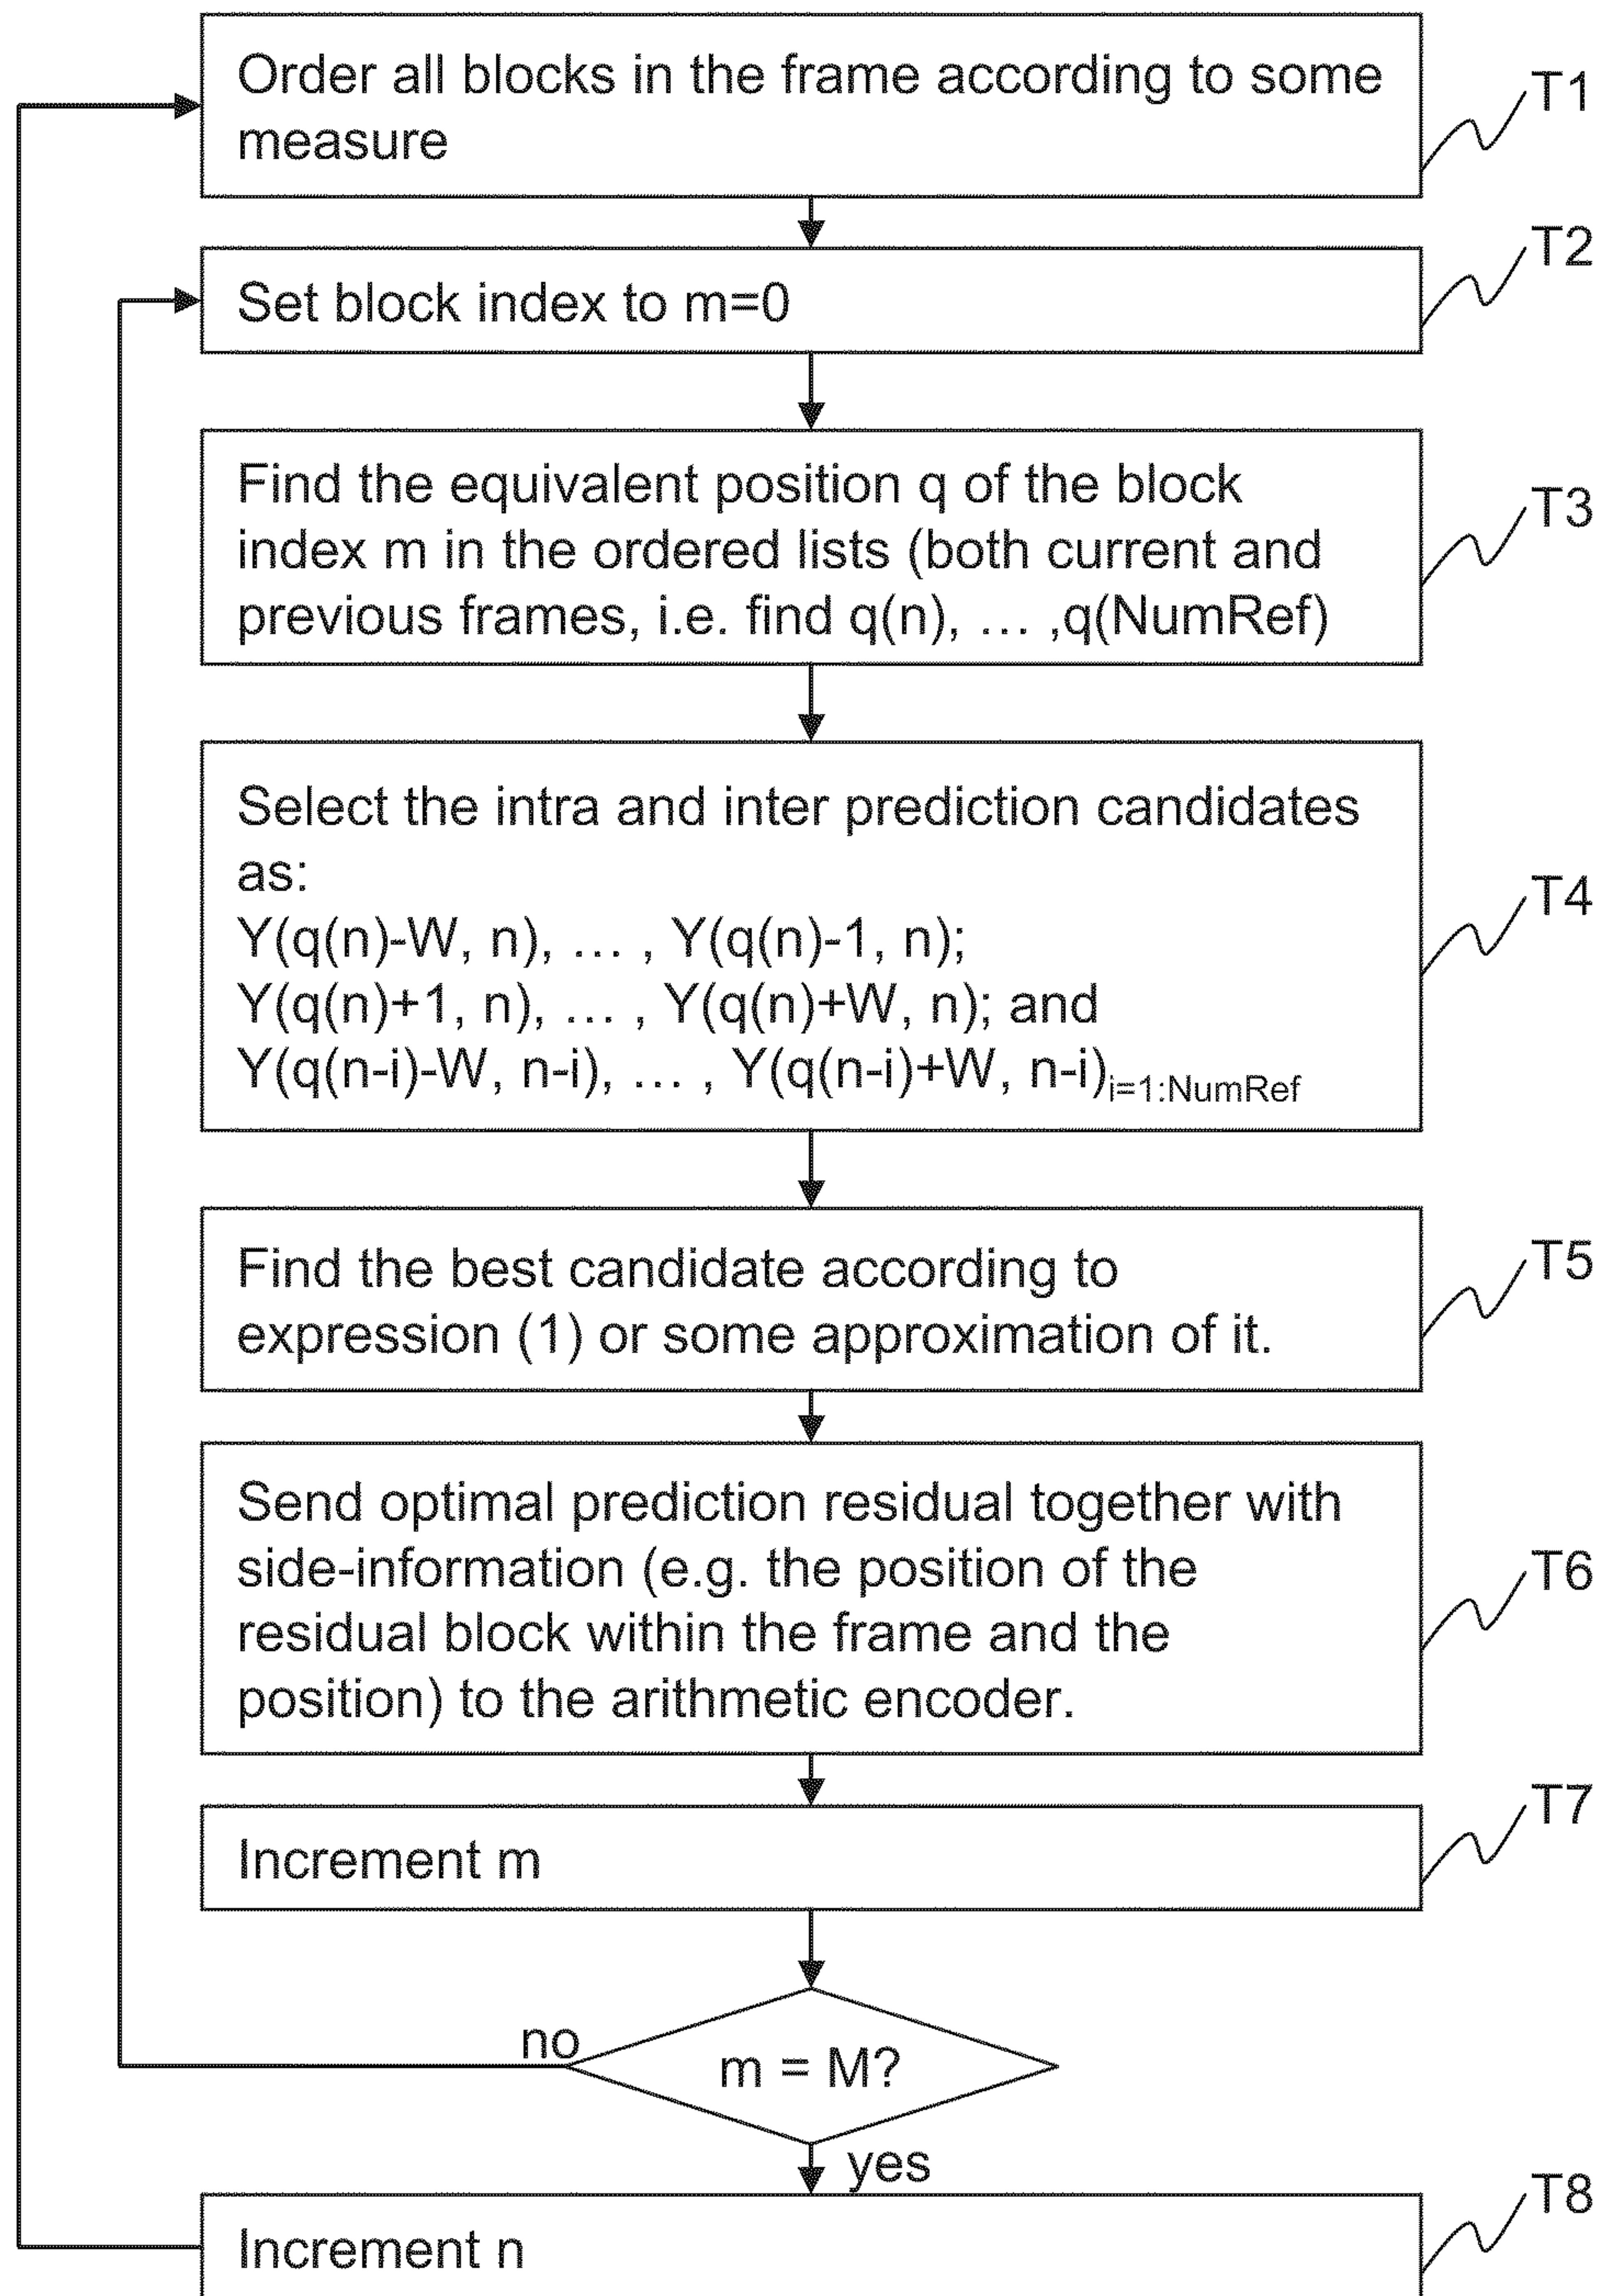 Order all blocks in the frame according to some
measure
T1
Set block index to m=0
T2
Find the equivalent position q of the block
index m in the ordered lists (both current and
previous frames, i.e. find q(n), … ,q(NumRef)
T3
Select the intra and inter prediction candidates
as:
Y(q(n)-W, n), … , Y(q(n)-1, n);
Y(q(n)+1, n), … , Y(q(n)+W, n); and
Y(q(n-i)-W, n-i), … , Y(q(n-i)+W, n-i)i=1:NumRef
T4
Find the best candidate according to
expression (1) or some approximation of it.
T5
Send optimal prediction residual together with
side-information (e.g. the position of the
residual block within the frame and the
position) to the arithmetic encoder.
T6
Increment m
T7
no
m = M?
yes
Increment n
T8